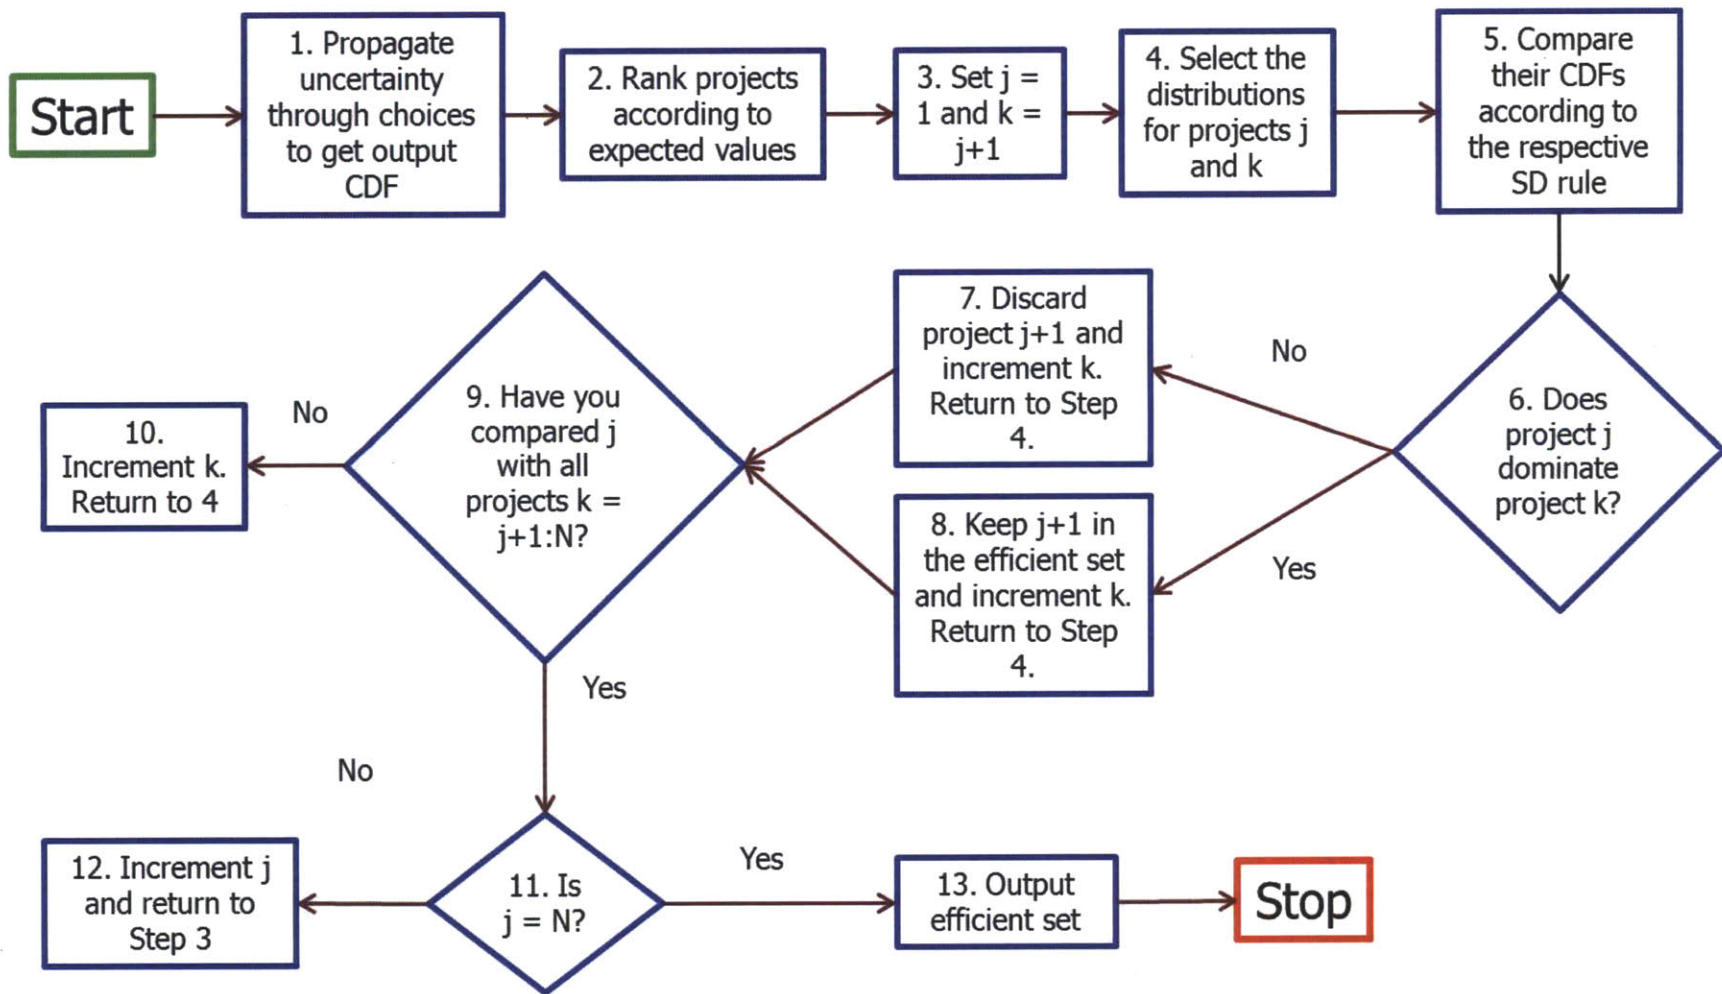 Start
1. Propagate
uncertainty
through choices
to get output
CDF
2. Rank projects
according to
expected values
3. Set j =
1 and k =
j+1
4. Select the
distributions
for projects j
and k
5. Compare
their CDFs
according to
the respective
SD rule
6. Does
project j
dominate
project k?
No
Yes
7. Discard
project j+1 and
increment k.
Return to Step
4.
8. Keep j+1 in
the efficient set
and increment k.
Return to Step
4.
9. Have you
compared j
with all
projects k =
j+1:N?
No
10.
Increment k.
Return to 4
Yes
11. Is
j = N?
No
12. Increment j
and return to
Step 3
Yes
13. Output
efficient set
Stop